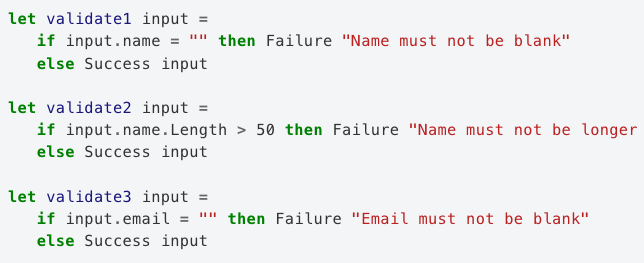 let validate1 input =
   if input.name = "" then Failure "Name must not be blank"
   else Success input

let validate2 input =
   if input.name.Length > 50 then Failure "Name must not be longer
   else Success input

let validate3 input =
   if input.email = "" then Failure "Email must not be blank"
   else Success input